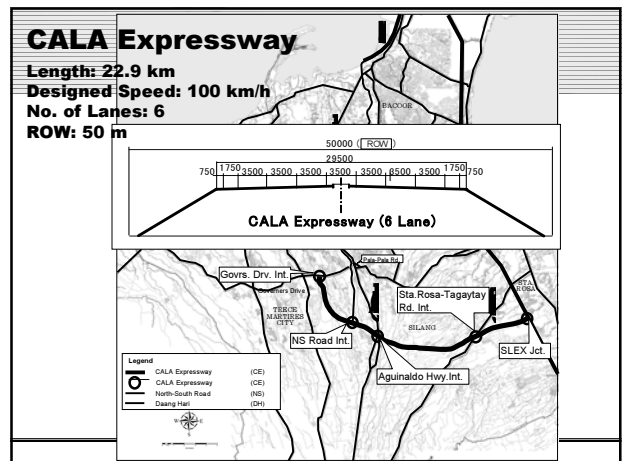 CALA Expressway
Length: 22.9 km
Designed Speed: 100 km/h
No. of Lanes: 6
ROW: 50 m
BACOOR
50000 (ROW)
29500
750 1750 3500 3500 3500 3500 3500 3500 3500 1750 750
CALA Expressway (6 Lane)
Pala-Pala Rd.
Govrs. Drv. Int.
Governors Drive
TRECE
MARTIRES
CITY
Sta.Rosa-Tagaytay
Rd. Int.
STA.
ROSA
NS Road Int.
SILANG
SLEX Jct.
Aguinaldo Hwy.Int.
Legend
CALA Expressway (CE)
CALA Expressway (CE)
North-South Road (NS)
Daang Hari (DH)
N
W E
S